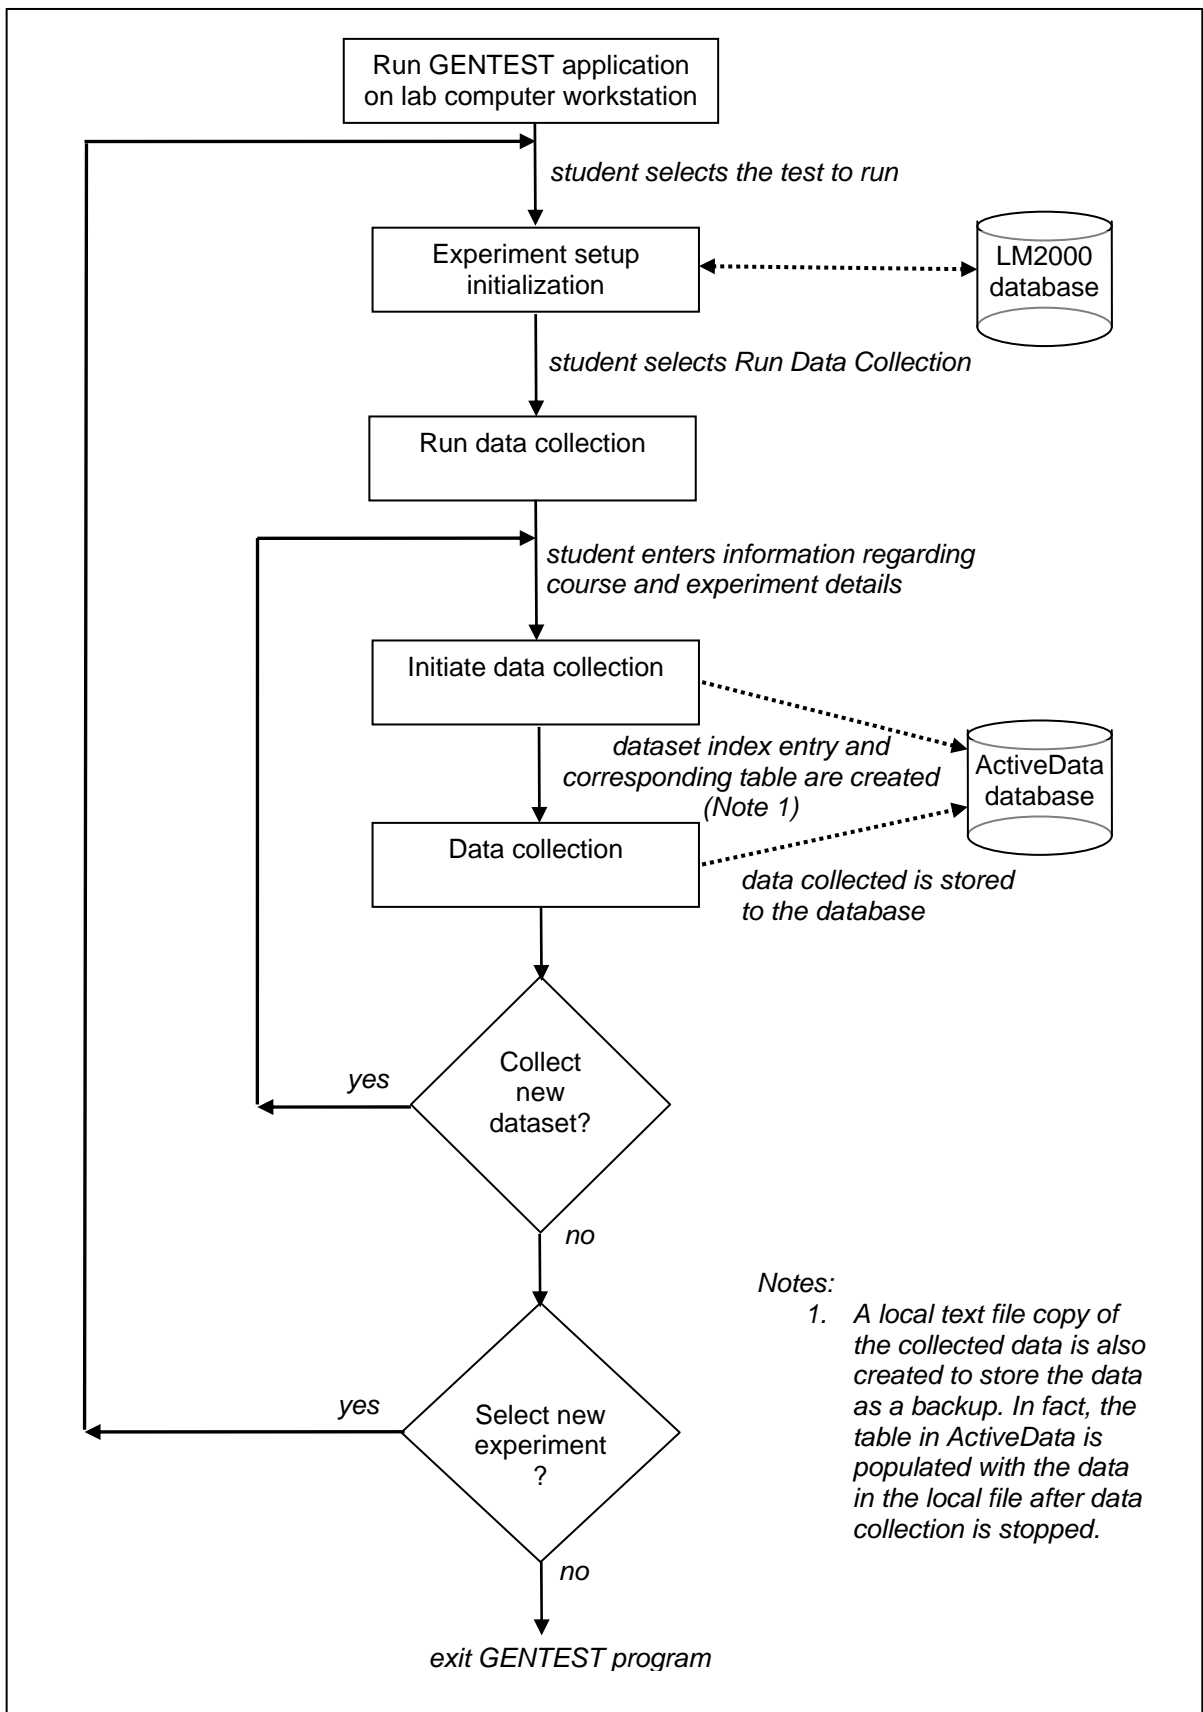 Run GENTEST application
on lab computer workstation
student selects the test to run
Experiment setup
initialization
LM2000
database
student selects Run Data Collection
Run data collection
student enters information regarding
course and experiment details
Initiate data collection
dataset index entry and
corresponding table are created
(Note 1)
ActiveData
database
Data collection
data collected is stored
to the database
Collect
new
dataset?
yes
no
Notes:
1. A local text file copy of
the collected data is also
created to store the data
as a backup. In fact, the
table in ActiveData is
populated with the data
in the local file after data
collection is stopped.
Select new
experiment
?
yes
no
exit GENTEST program